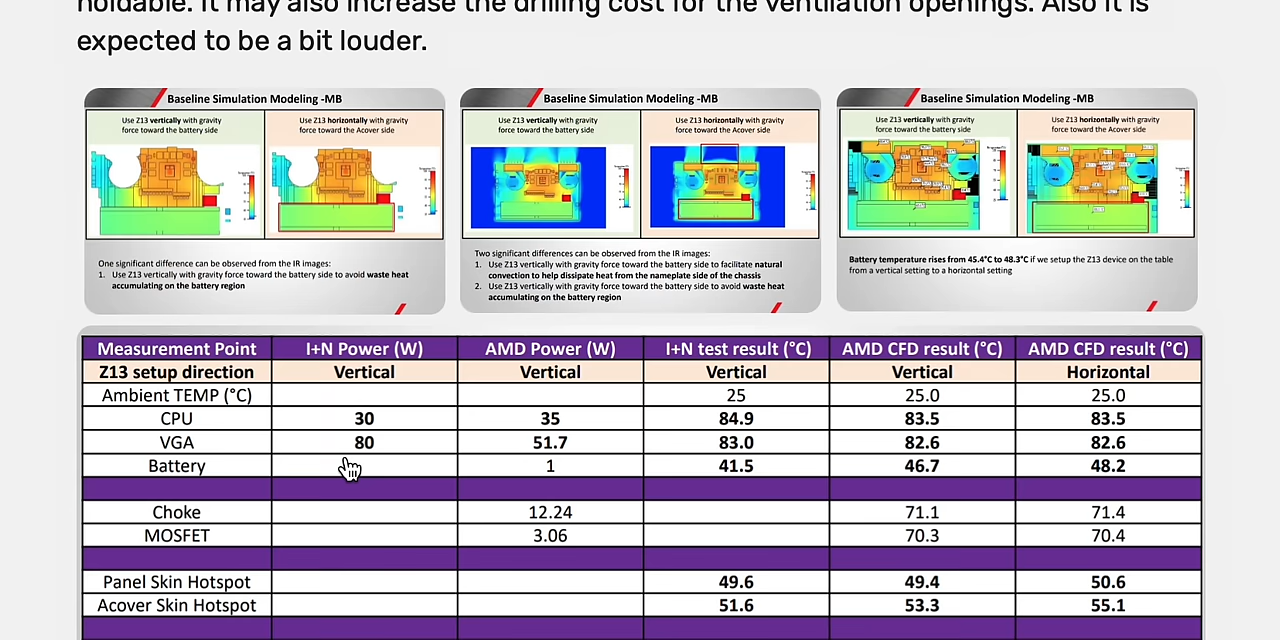 holdable. It may also increase the drilling cost for the ventilation openings. Also it is
expected to be a bit louder.
Baseline Simulation Modeling -MB
Use Z13 vertically with gravity
force toward the battery side
Use Z13 horizontally with gravity
force toward the Acover side
One significant difference can be observed from the IR images:
1. Use Z13 vertically with gravity force toward the battery side to avoid waste heat
accumulating on the battery region
Baseline Simulation Modeling -MB
Use Z13 vertically with gravity
force toward the battery side
Use Z13 horizontally with gravity
force toward the Acover side
Two significant differences can be observed from the IR images:
1. Use Z13 vertically with gravity force toward the battery side to facilitate natural
convection to help dissipate heat from the nameplate side of the chassis
2. Use Z13 vertically with gravity force toward the battery side to avoid waste heat
accumulating on the battery region
Baseline Simulation Modeling -MB
Use Z13 vertically with gravity
force toward the battery side
Use Z13 horizontally with gravity
force toward the Acover side
Battery temperature rises from 45.4°C to 48.3°C if we setup the Z13 device on the table
from a vertical setting to a horizontal setting
Measurement Point I+N Power (W) AMD Power (W) I+N test result (°C) AMD CFD result (°C) AMD CFD result (°C)
Z13 setup direction Vertical Vertical Vertical Vertical Horizontal
Ambient TEMP (°C) 25 25.0 25.0
CPU 30 35 84.9 83.5 83.5
VGA 80 51.7 83.0 82.6 82.6
Battery 1 41.5 46.7 48.2
Choke 12.24 71.1 71.4
MOSFET 3.06 70.3 70.4
Panel Skin Hotspot 49.6 49.4 50.6
Acover Skin Hotspot 51.6 53.3 55.1